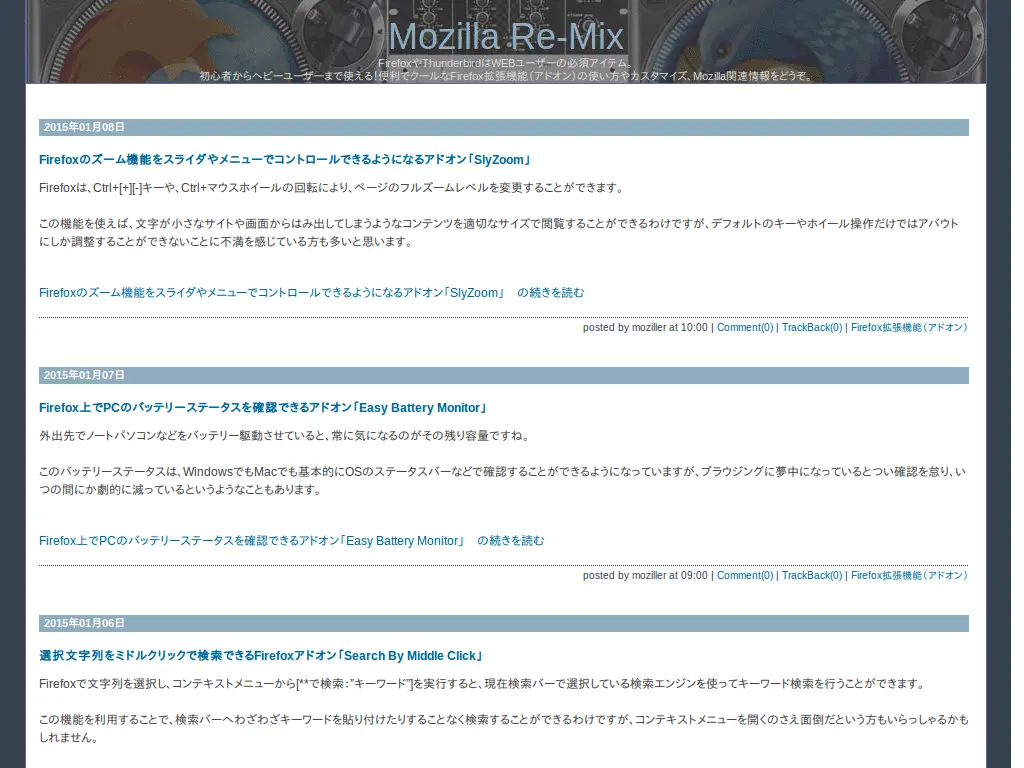 Mozilla Re-Mix
FirefoxやThunderbirdはWEBユーザーの必須アイテム。
初心者からヘビーユーザーまで使える！便利でクールなFirefox拡張機能（アドオン）の使い方やカスタマイズ、Mozilla関連情報をどうぞ。
2015年01月08日
Firefoxのズーム機能をスライダやメニューでコントロールできるようになるアドオン「SlyZoom」
Firefoxは、Ctrl+[+][-]キーや、Ctrl+マウスホイールの回転により、ページのフルズームレベルを変更することができます。
この機能を使えば、文字が小さなサイトや画面からはみ出してしまうようなコンテンツを適切なサイズで閲覧することができるわけですが、デフォルトのキーやホイール操作だけではアバウト
にしか調整することができないことに不満を感じている方も多いと思います。
Firefoxのズーム機能をスライダやメニューでコントロールできるようになるアドオン「SlyZoom」 の続きを読む
posted by moziller at 10:00 | Comment(0) | TrackBack(0) | Firefox拡張機能（アドオン）
2015年01月07日
Firefox上でPCのバッテリーステータスを確認できるアドオン「Easy Battery Monitor」
外出先でノートパソコンなどをバッテリー駆動させていると、常に気になるのがその残り容量ですね。
このバッテリーステータスは、WindowsでもMacでも基本的にOSのステータスバーなどで確認することができるようになっていますが、ブラウジングに夢中になっているとつい確認を怠り、い
つの間にか劇的に減っているというようなこともあります。
Firefox上でPCのバッテリーステータスを確認できるアドオン「Easy Battery Monitor」 の続きを読む
posted by moziller at 09:00 | Comment(0) | TrackBack(0) | Firefox拡張機能（アドオン）
2015年01月06日
選択文字列をミドルクリックで検索できるFirefoxアドオン「Search By Middle Click」
Firefoxで文字列を選択し、コンテキストメニューから[**で検索：”キーワード”]を実行すると、現在検索バーで選択している検索エンジンを使ってキーワード検索を行うことができます。
この機能を利用することで、検索バーへわざわざキーワードを貼り付けたりすることなく検索することができるわけですが、コンテキストメニューを開くのさえ面倒だという方もいらっしゃるかも
しれません。